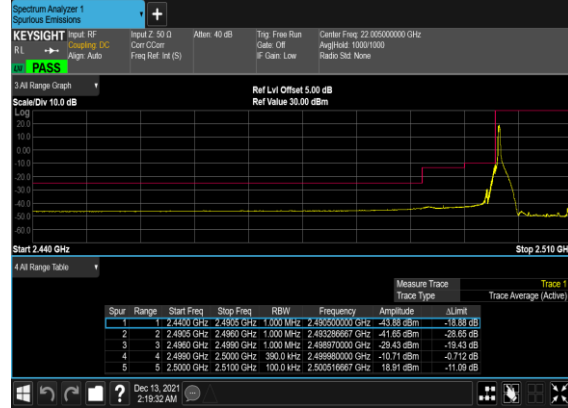 Spectrum Analyzer 1
Spurious Emissions
KEYSIGHT Input: RF Input Z: 50 Ω Atten: 40 dB Trig: Free Run Center Freq: 22.005000000 GHz
RL Coupling: DC Corr CCorr Gate: Off Avg|Hold: 1000/1000
Align: Auto Freq Ref: Int (S) IF Gain: Low Radio Std: None
PASS
3 All Range Graph Ref Lvl Offset 5.00 dB
Scale/Div 10.0 dB Ref Value 30.00 dBm
Log
20.0
10.0
0.00
-10.0
-20.0
-30.0
-40.0
-50.0
-60.0
Start 2.440 GHz Stop 2.510 GH
4 All Range Table
Measure Trace Trace 1
Trace Type Trace Average (Active)
Spur Range Start Freq Stop Freq RBW Frequency Amplitude ΔLimit
1 1 2.4400 GHz 2.4905 GHz 1.000 MHz 2.490500000 GHz -43.88 dBm -18.88 dB
2 2 2.4905 GHz 2.4960 GHz 1.000 MHz 2.493286667 GHz -41.65 dBm -28.65 dB
3 3 2.4960 GHz 2.4990 GHz 1.000 MHz 2.498970000 GHz -29.43 dBm -19.43 dB
4 4 2.4990 GHz 2.5000 GHz 390.0 kHz 2.499980000 GHz -10.71 dBm -0.712 dB
5 5 2.5000 GHz 2.5100 GHz 100.0 kHz 2.500516667 GHz 18.91 dBm -11.09 dB
? Dec 13, 2021
2:19:32 AM